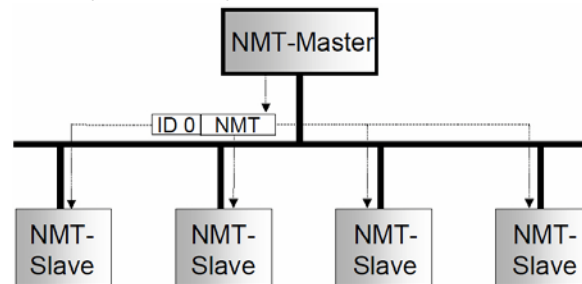 NMT-Master
ID 0 NMT
NMT- NMT- NMT- NMT-
Slave Slave Slave Slave